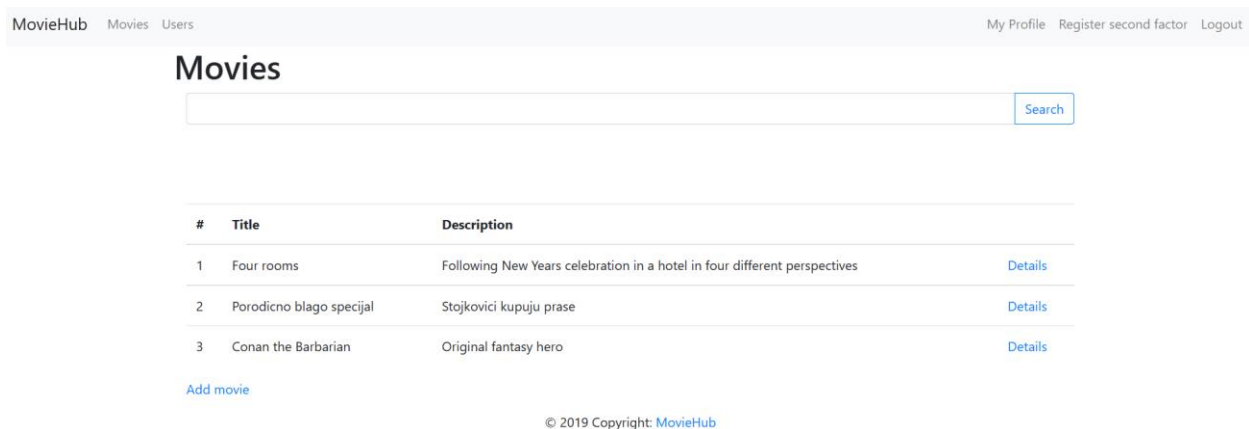 MovieHub Movies Users My Profile Register second factor Logout
Movies
Search
# Title Description
1 Four rooms Following New Years celebration in a hotel in four different perspectives Details
2 Porodicno blago specijal Stojkovici kupuju prase Details
3 Conan the Barbarian Original fantasy hero Details
Add movie
© 2019 Copyright: MovieHub